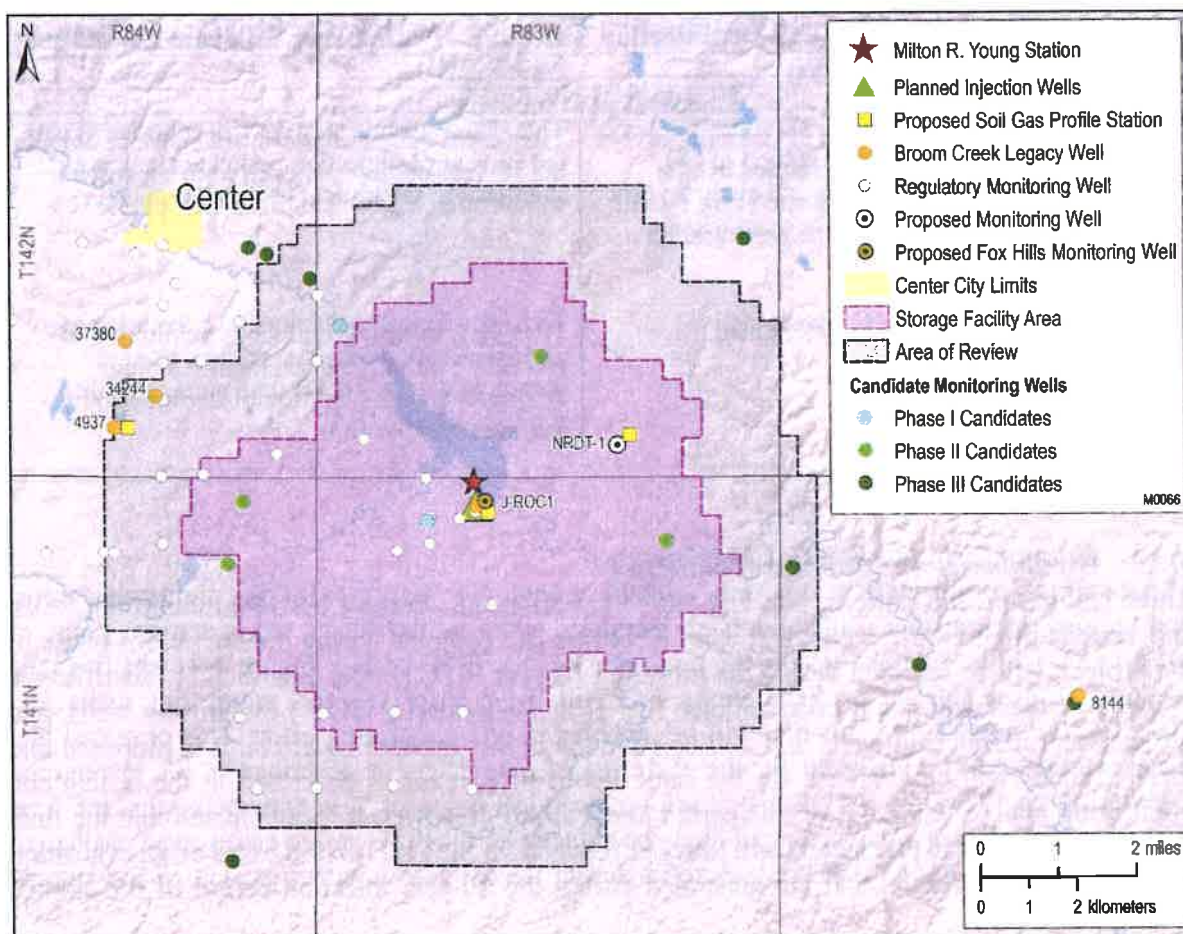 N
R84W
R83W
T142N
T141N
Center
37380
34244
4937
NRDT-1
J-ROC1
8144
Milton R. Young Station
Planned Injection Wells
Proposed Soil Gas Profile Station
Broom Creek Legacy Well
Regulatory Monitoring Well
Proposed Monitoring Well
Proposed Fox Hills Monitoring Well
Center City Limits
Storage Facility Area
Area of Review
Candidate Monitoring Wells
Phase I Candidates
Phase II Candidates
Phase III Candidates
M0066
0 1 2 miles
0 1 2 kilometers